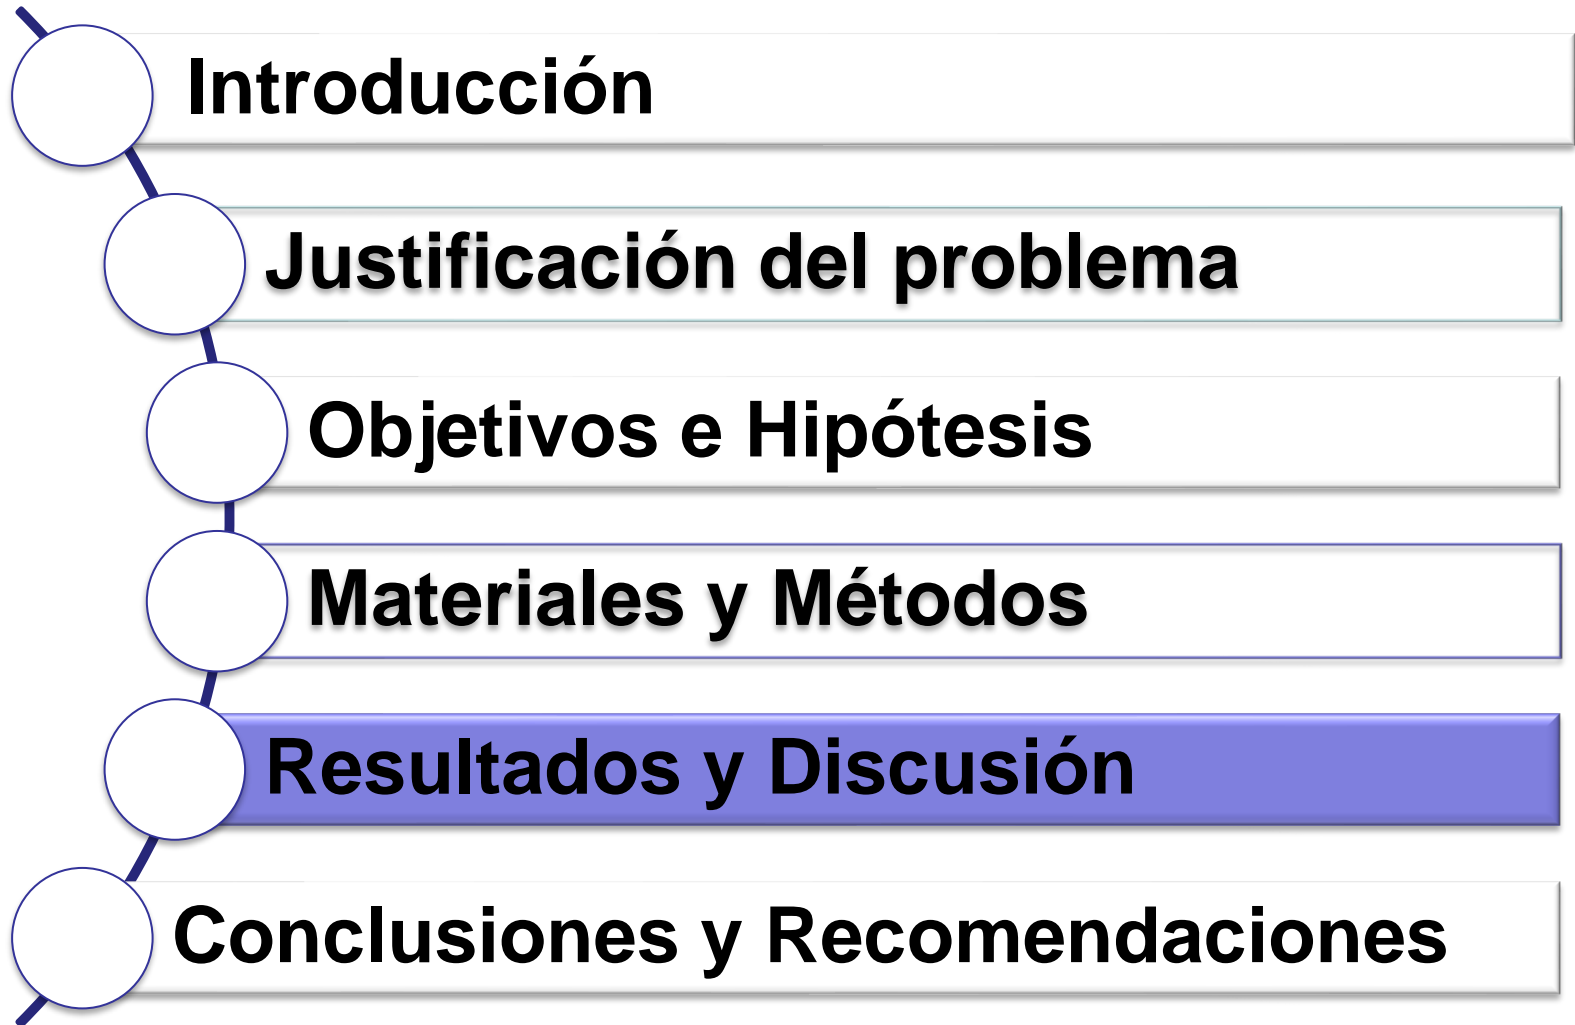 Introducción
Justificación del problema
Objetivos e Hipótesis
Materiales y Métodos
Resultados y Discusión
Conclusiones y Recomendaciones